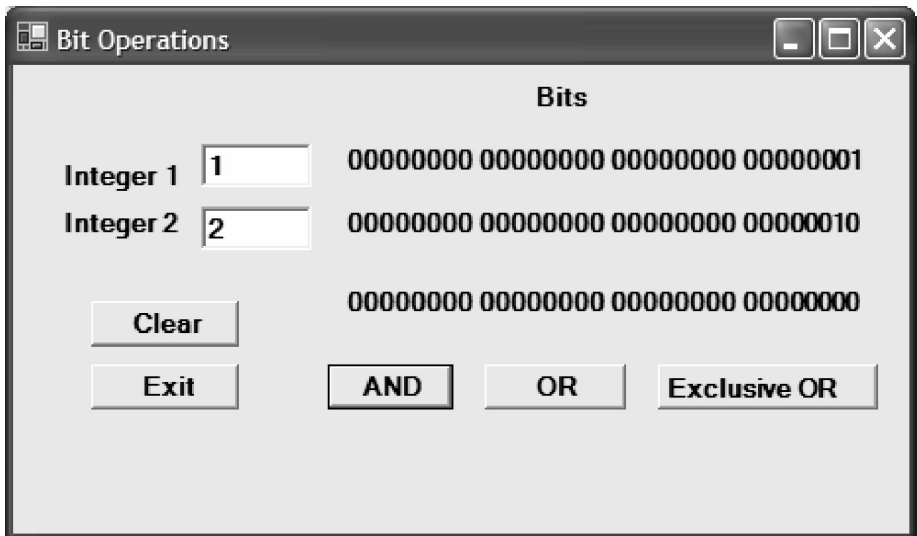 Bit Operations
Bits
Integer 1 1 00000000 00000000 00000000 00000001
Integer 2 2 00000000 00000000 00000000 00000010
00000000 00000000 00000000 00000000
Clear
Exit AND OR Exclusive OR